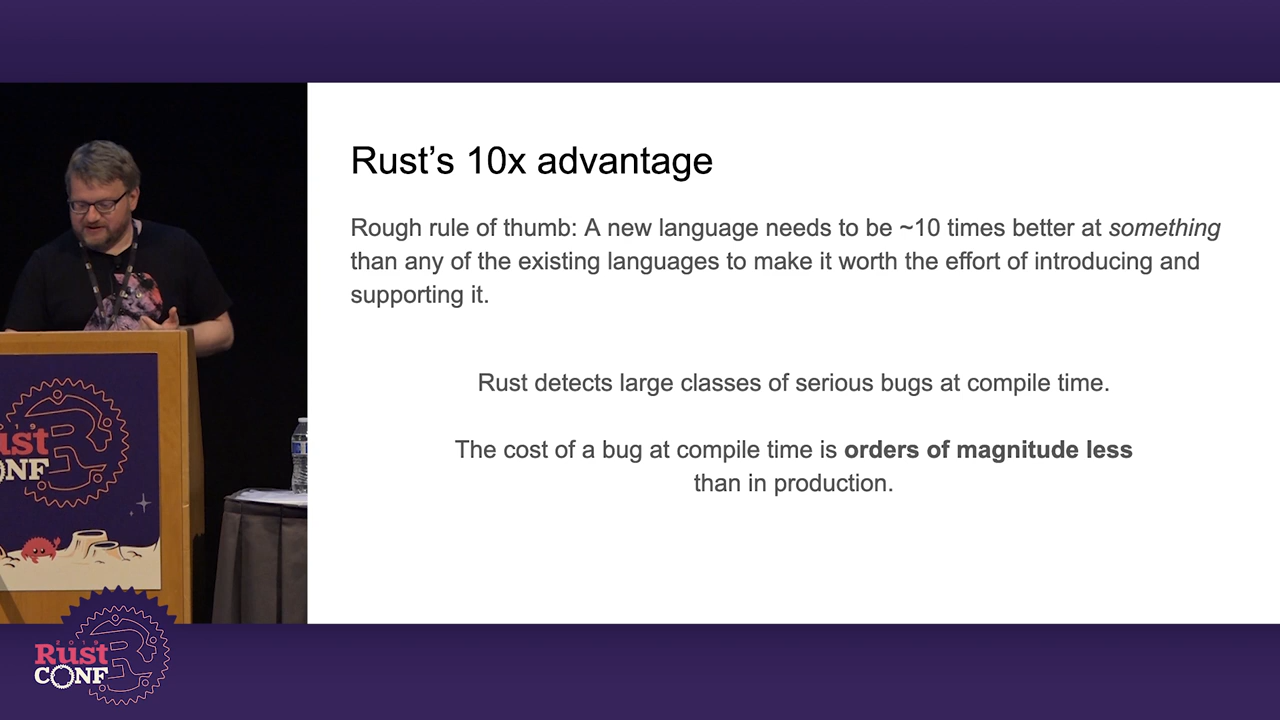 Rust's 10x advantage
Rough rule of thumb: A new language needs to be ~10 times better at something
than any of the existing languages to make it worth the effort of introducing and
supporting it.
Rust detects large classes of serious bugs at compile time.
The cost of a bug at compile time is orders of magnitude less
than in production.
Rust
CONF
2019
Rust
CONF